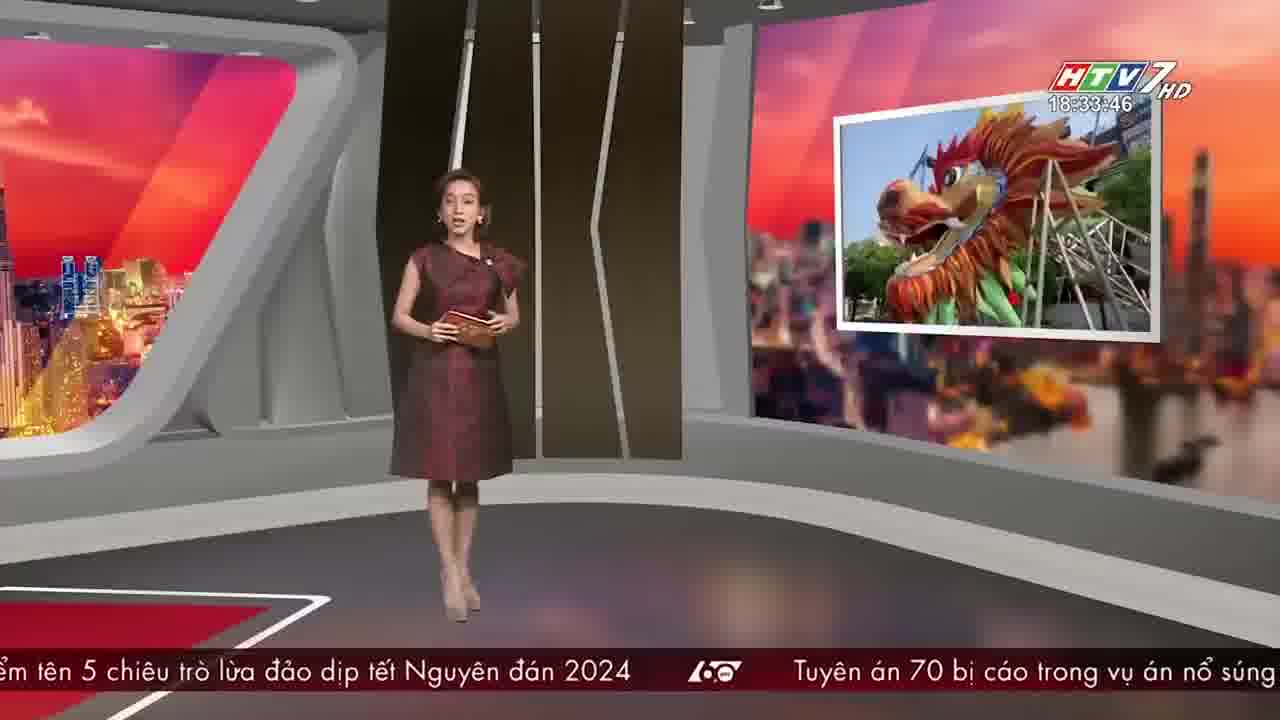 HTV7 HD
18:33:46
ểm tên 5 chiêu trò lừa đảo dịp tết Nguyên đán 2024
60
Tuyên án 70 bị cáo trong vụ án nổ súng